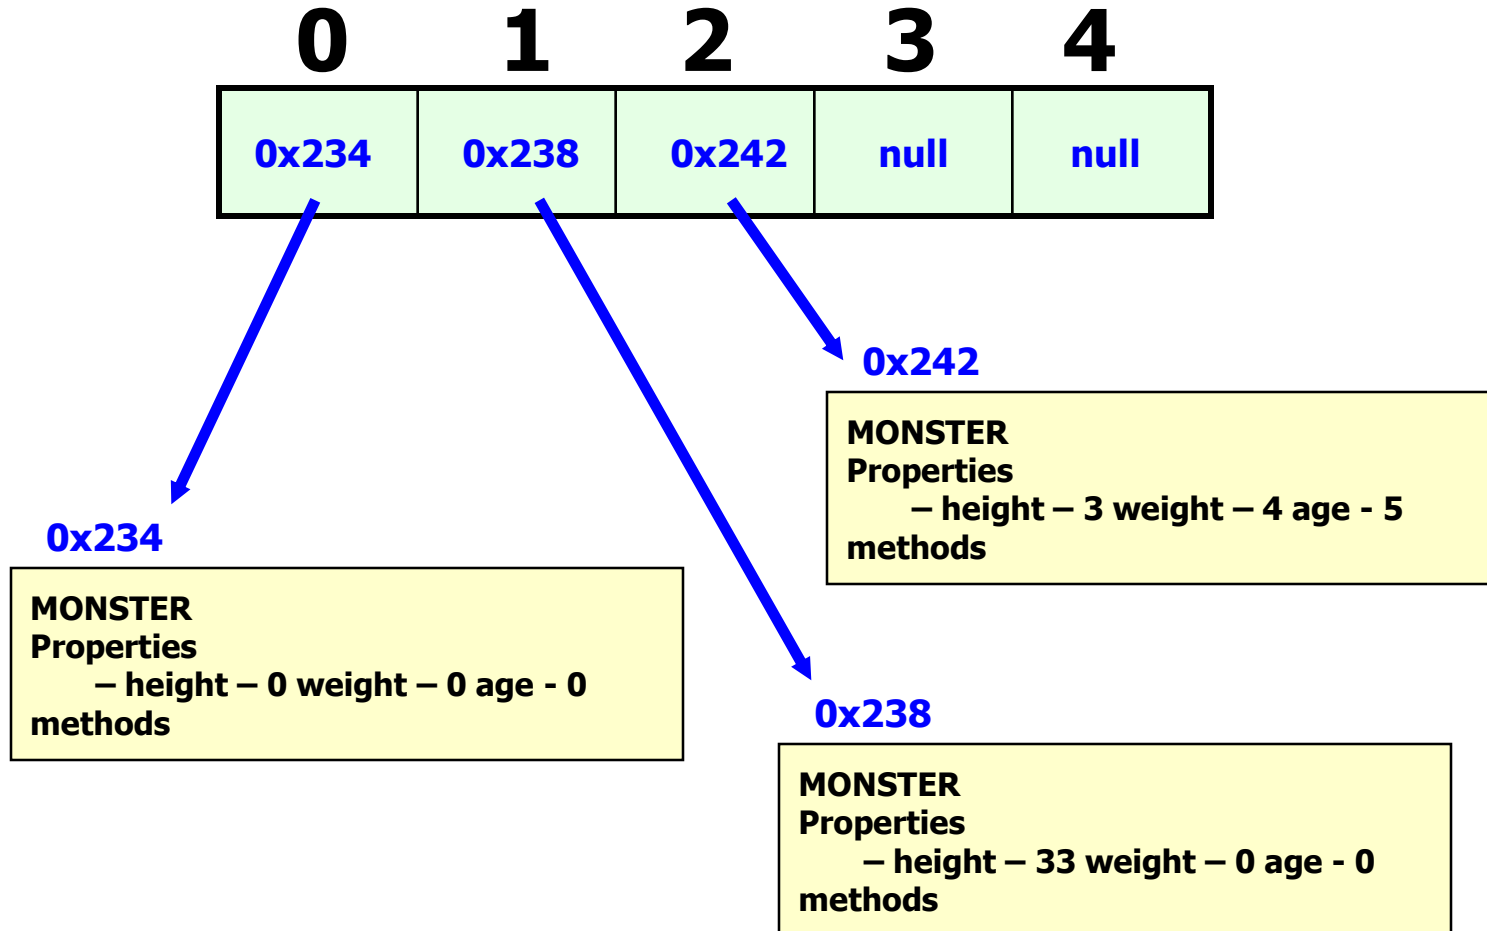 0 1 2 3 4
0x234 0x238 0x242 null null
0x242
MONSTER
Properties
– height – 3 weight – 4 age - 5
methods
0x234
MONSTER
Properties
– height – 0 weight – 0 age - 0
methods
0x238
MONSTER
Properties
– height – 33 weight – 0 age - 0
methods